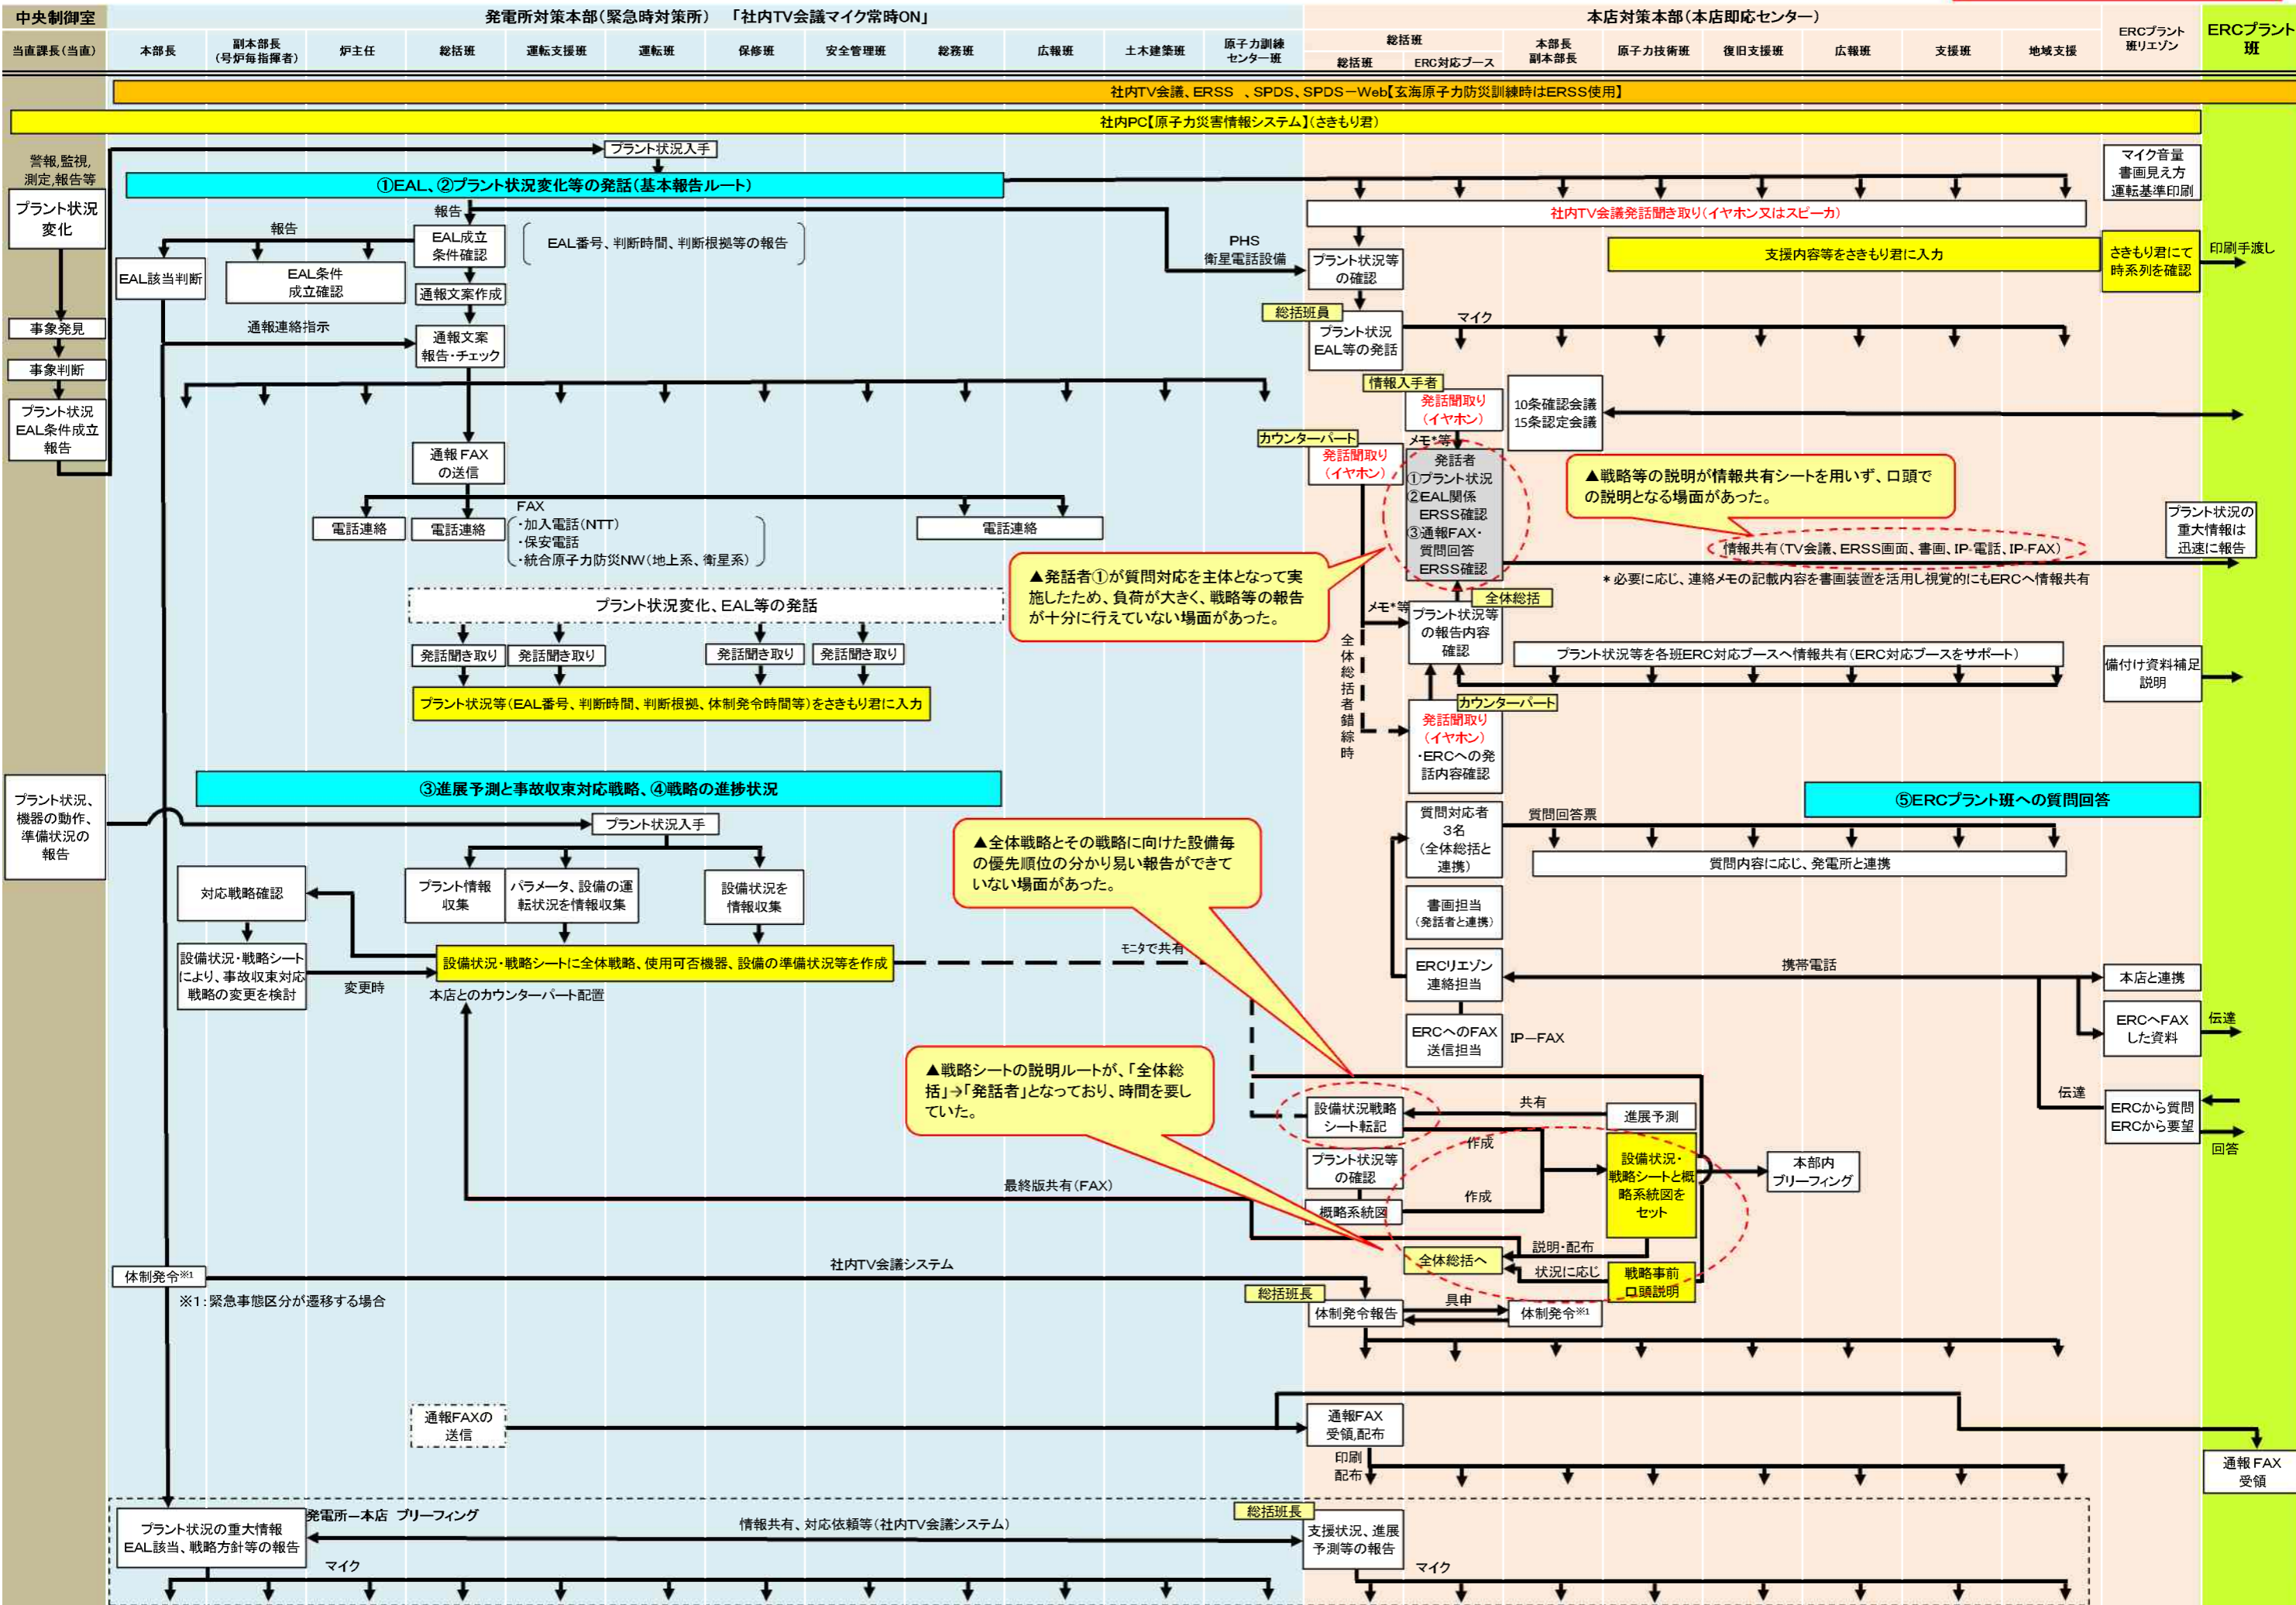 中央制御室
発電所対策本部(緊急時対策所) 「社内TV会議マイク常時ON」
本店対策本部(本店即応センター)
ERCプラント
班リエゾン
ERCプラント
班
当直課長(当直)
本部長
副本部長
(号炉毎指揮者)
炉主任
総括班
運転支援班
運転班
保修班
安全管理班
総務班
広報班
土木建築班
原子力訓練
センター班
総括班
総括班
ERC対応ブース
本部長
副本部長
原子力技術班
復旧支援班
広報班
支援班
地域支援
社内TV会議、ERSS 、SPDS、SPDS－Web【玄海原子力防災訓練時はERSS使用】
社内PC【原子力災害情報システム】(さきもり君)
警報,監視,
測定,報告等
プラント状況
変化
事象発見
事象判断
プラント状況
EAL条件成立
報告
プラント状況入手
①EAL、②プラント状況変化等の発話(基本報告ルート)
報告
報告
EAL成立
条件確認
EAL番号、判断時間、判断根拠等の報告
EAL該当判断
EAL条件
成立確認
通報文案作成
通報連絡指示
通報文案
報告・チェック
PHS
衛星電話設備
マイク音量
書画見え方
運転基準印刷
社内TV会議発話聞き取り(イヤホン又はスピーカ)
プラント状況等
の確認
支援内容等をさきもり君に入力
さきもり君にて
時系列を確認
印刷手渡し
総括班員
プラント状況
EAL等の発話
マイク
情報入手者
発話聞取り
(イヤホン)
10条確認会議
15条認定会議
カウンターパート
発話聞取り
(イヤホン)
メモ*等
発話者
①プラント状況
②EAL関係
ERSS確認
③通報FAX・
質問回答
ERSS確認
▲戦略等の説明が情報共有シートを用いず、口頭で
の説明となる場面があった。
プラント状況の
重大情報は
迅速に報告
情報共有(TV会議、ERSS画面、書画、IP-電話、IP-FAX)
*必要に応じ、連絡メモの記載内容を書画装置を活用し視覚的にもERCへ情報共有
通報 FAX
の送信
電話連絡
電話連絡
FAX
・加入電話(NTT)
・保安電話
・統合原子力防災NW(地上系、衛星系)
電話連絡
▲発話者①が質問対応を主体となって実
施したため、負荷が大きく、戦略等の報告
が十分に行えていない場面があった。
プラント状況変化、EAL等の発話
発話聞き取り
発話聞き取り
発話聞き取り
発話聞き取り
プラント状況等(EAL番号、判断時間、判断根拠、体制発令時間等)をさきもり君に入力
全体総括
メモ*等
プラント状況等
の報告内容
確認
全体総括者錯綜時
プラント状況等を各班ERC対応ブースへ情報共有(ERC対応ブースをサポート)
備付け資料補足
説明
カウンターパート
発話聞取り
(イヤホン)
・ERCへの発
話内容確認
プラント状況、
機器の動作、
準備状況の
報告
③進展予測と事故収束対応戦略、④戦略の進捗状況
⑤ERCプラント班への質問回答
プラント状況入手
質問対応者
3名
(全体総括と
連携)
質問回答票
質問内容に応じ、発電所と連携
▲全体戦略とその戦略に向けた設備毎
の優先順位の分かり易い報告ができて
いない場面があった。
対応戦略確認
プラント情報
収集
パラメータ、設備の運
転状況を情報収集
設備状況を
情報収集
書画担当
(発話者と連携)
設備状況・戦略シート
により、事故収束対応
戦略の変更を検討
変更時
設備状況・戦略シートに全体戦略、使用可否機器、設備の準備状況等を作成
モニタで共有
本店とのカウンターパート配置
ERCリエゾン
連絡担当
携帯電話
本店と連携
ERCへのFAX
送信担当
IP－FAX
ERCへFAX
した資料
伝達
▲戦略シートの説明ルートが、「全体総
括」→「発話者」となっており、時間を要し
ていた。
設備状況戦略
シート転記
共有
進展予測
伝達
ERCから質問
ERCから要望
回答
作成
プラント状況等
の確認
設備状況・
戦略シートと概
略系統図を
セット
本部内
ブリーフィング
最終版共有(FAX)
作成
概略系統図
説明・配布
全体総括へ
状況に応じ
戦略事前
口頭説明
社内TV会議システム
体制発令※1
※1:緊急事態区分が遷移する場合
総括班長
体制発令報告
具申
体制発令※1
通報FAXの
送信
通報FAX
受領,配布
印刷
配布
通報 FAX
受領
発電所ー本店 ブリーフィング
プラント状況の重大情報
EAL該当、戦略方針等の報告
情報共有、対応依頼等(社内TV会議システム)
総括班長
支援状況、進展
予測等の報告
マイク
マイク